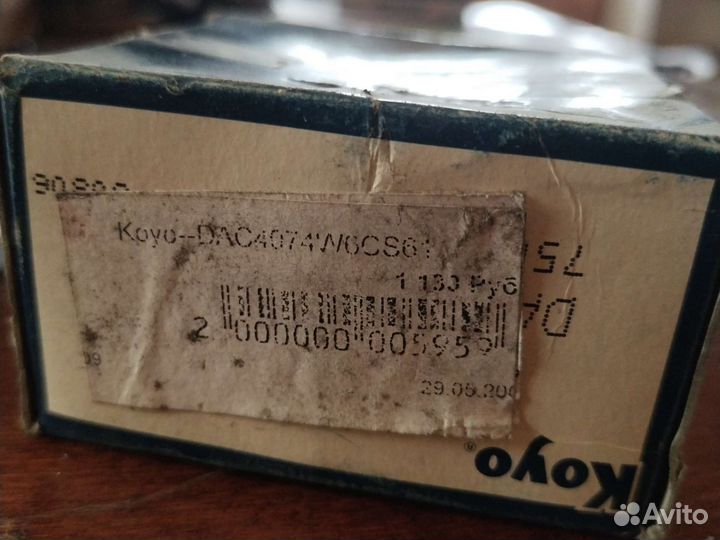 Koyo--DAC4074W6CS61
1 133 Руб
2 000000 005959
29.05.200
Koyo®
Avito